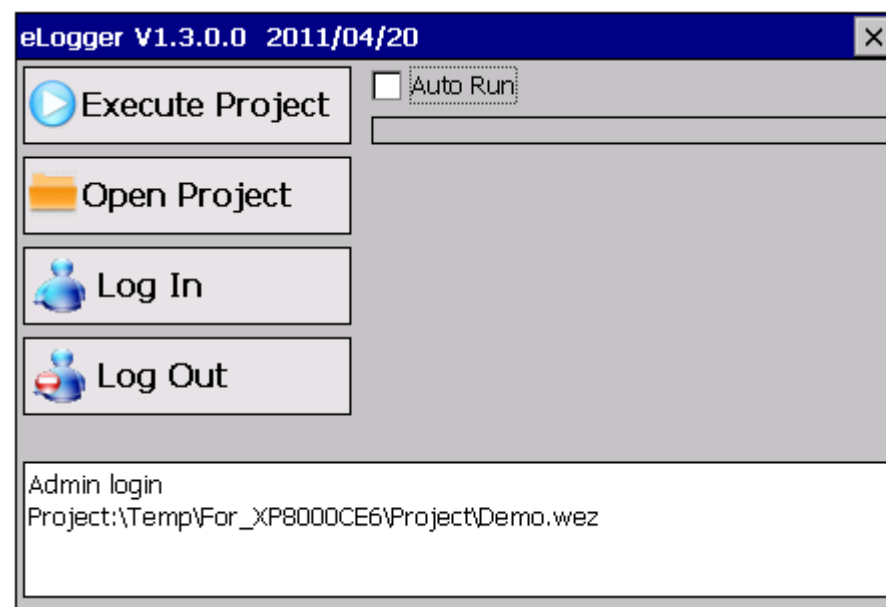 eLogger V1.3.0.0 2011/04/20
Execute Project
Auto Run
Open Project
Log In
Log Out
Admin login
Project:\Temp\For_XP8000CE6\Project\Demo.wez